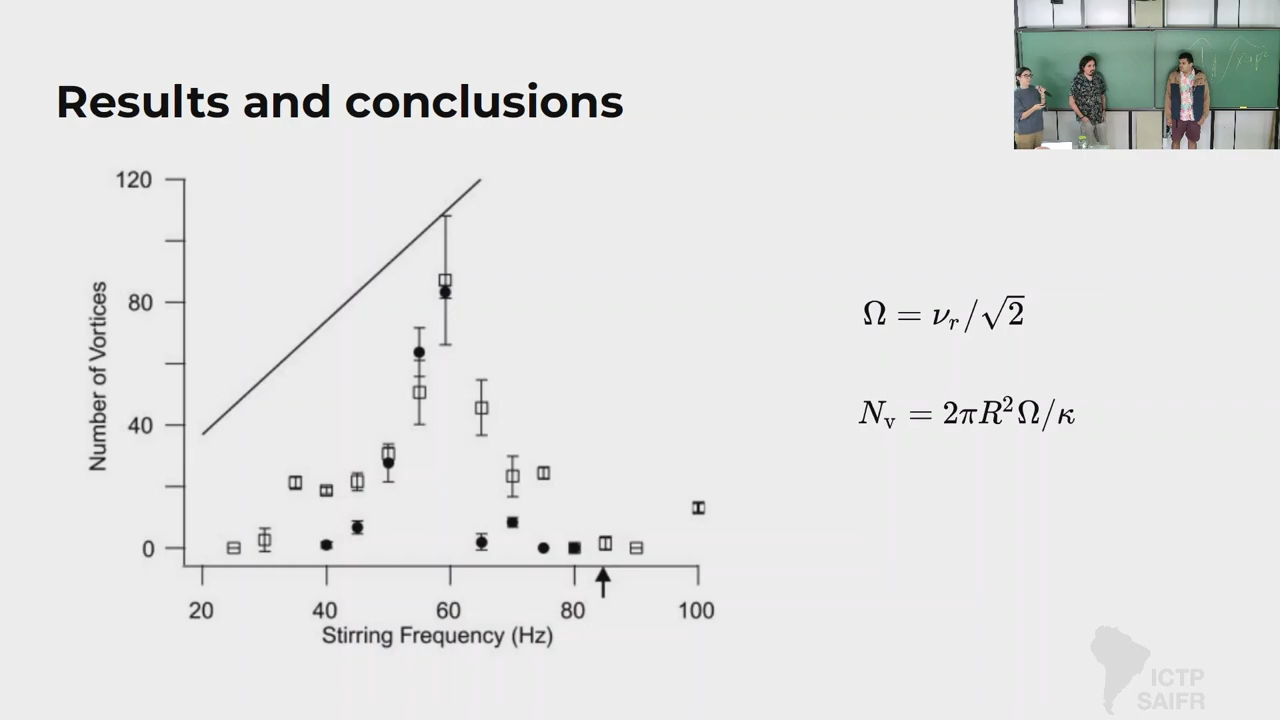 Results and conclusions
120
80
40
0
Number of Vortices
20 40 60 80 100
Stirring Frequency (Hz)
Ω = ν_r/√2
N_v = 2πR²Ω/κ
ICTP
SAIFR